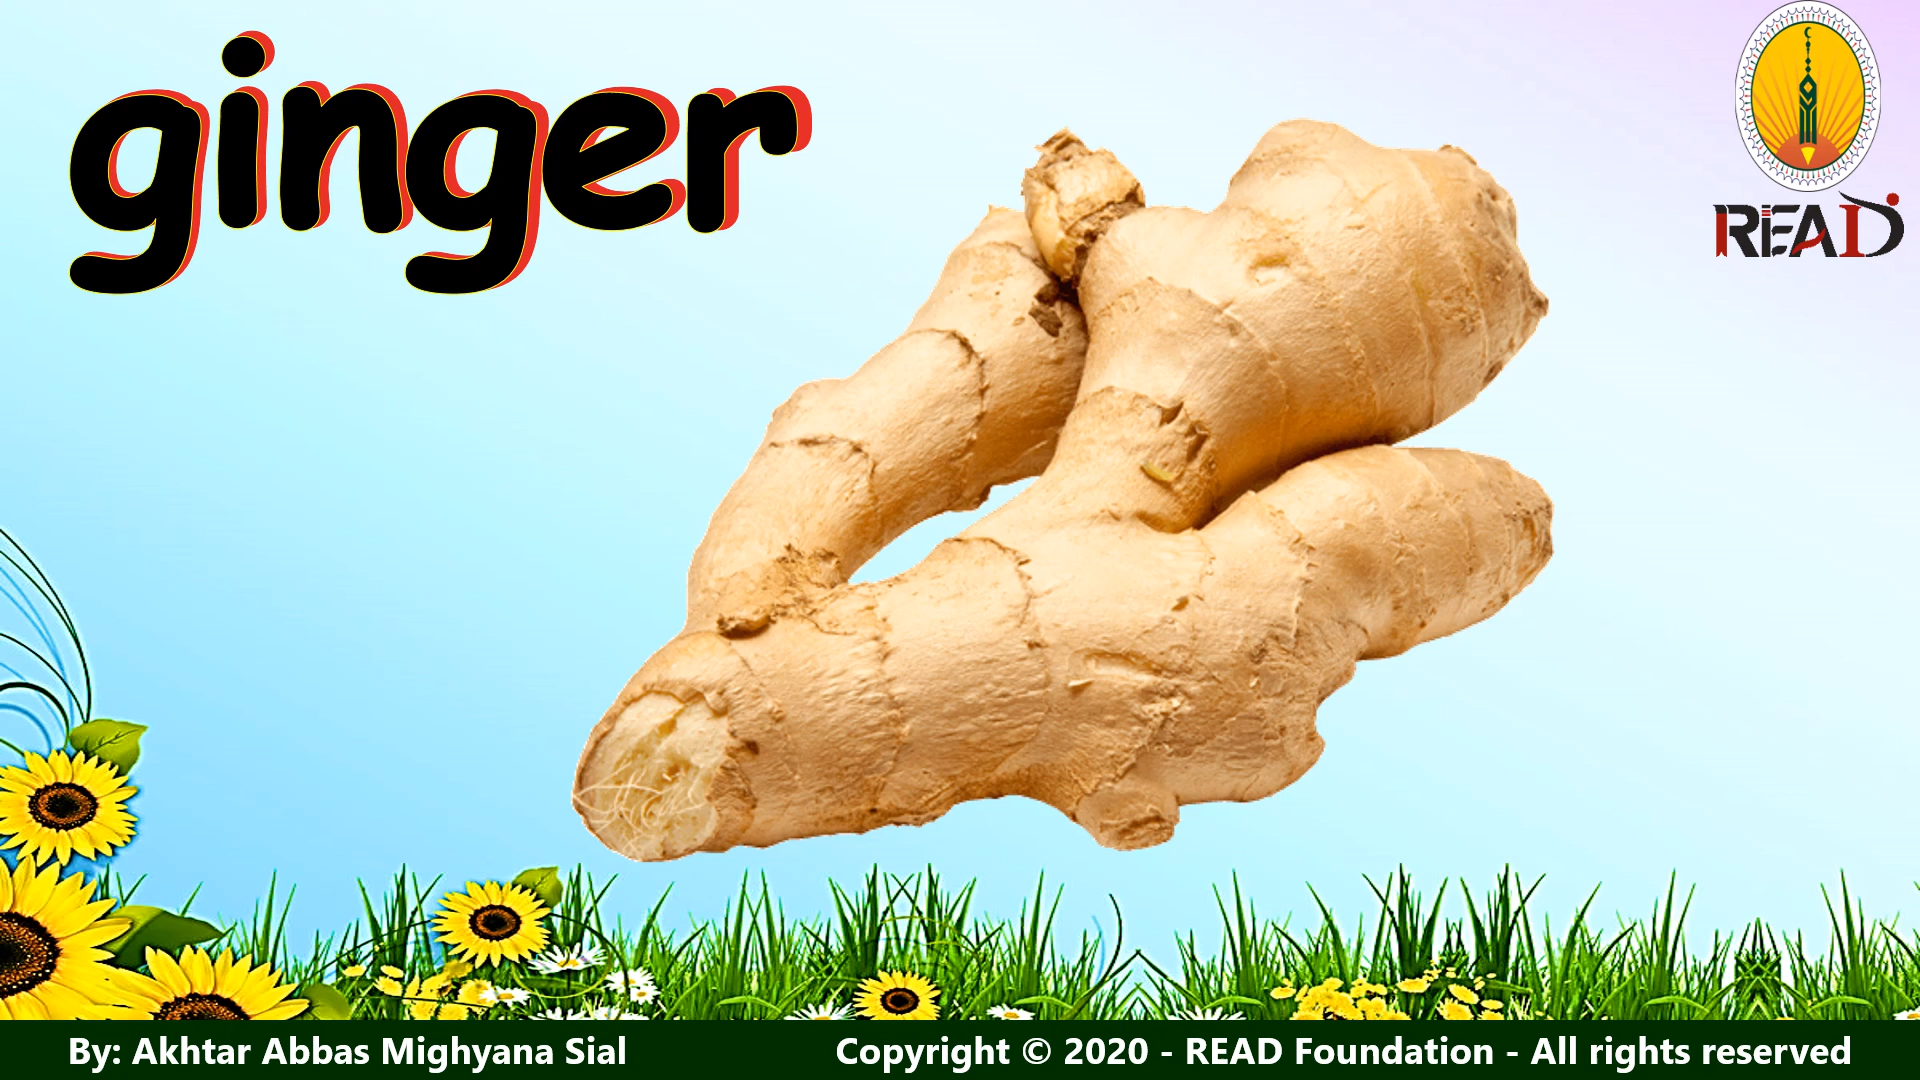 ginger
READ
By: Akhtar Abbas Mighyana Sial
Copyright © 2020 - READ Foundation - All rights reserved